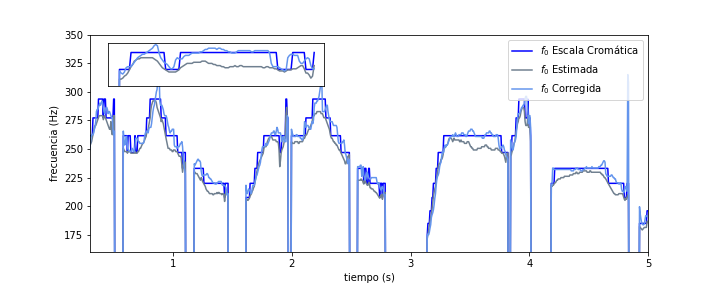 350
325
300
275
250
225
200
175
frecuencia (Hz)
f₀ Escala Cromática
f₀ Estimada
f₀ Corregida
1
2
3
4
5
tiempo (s)